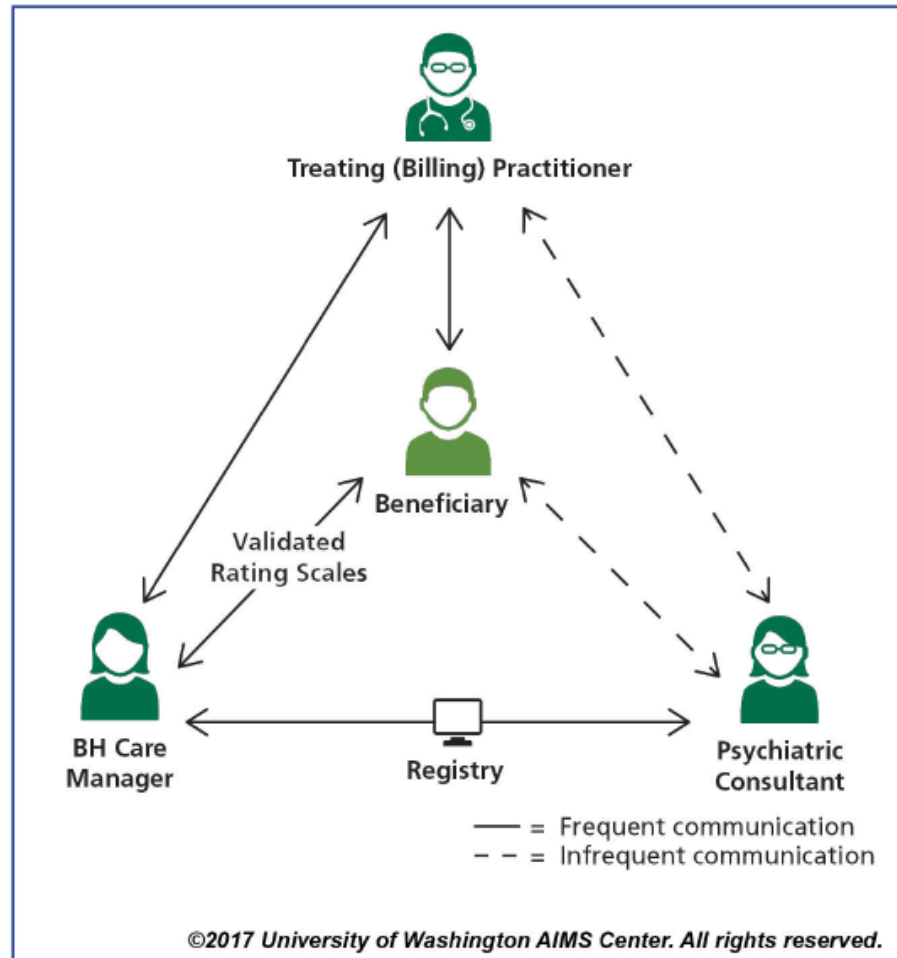 Treating (Billing) Practitioner
Beneficiary
Validated
Rating Scales
BH Care
Manager
Registry
Psychiatric
Consultant
= Frequent communication
= Infrequent communication
©2017 University of Washington AIMS Center. All rights reserved.